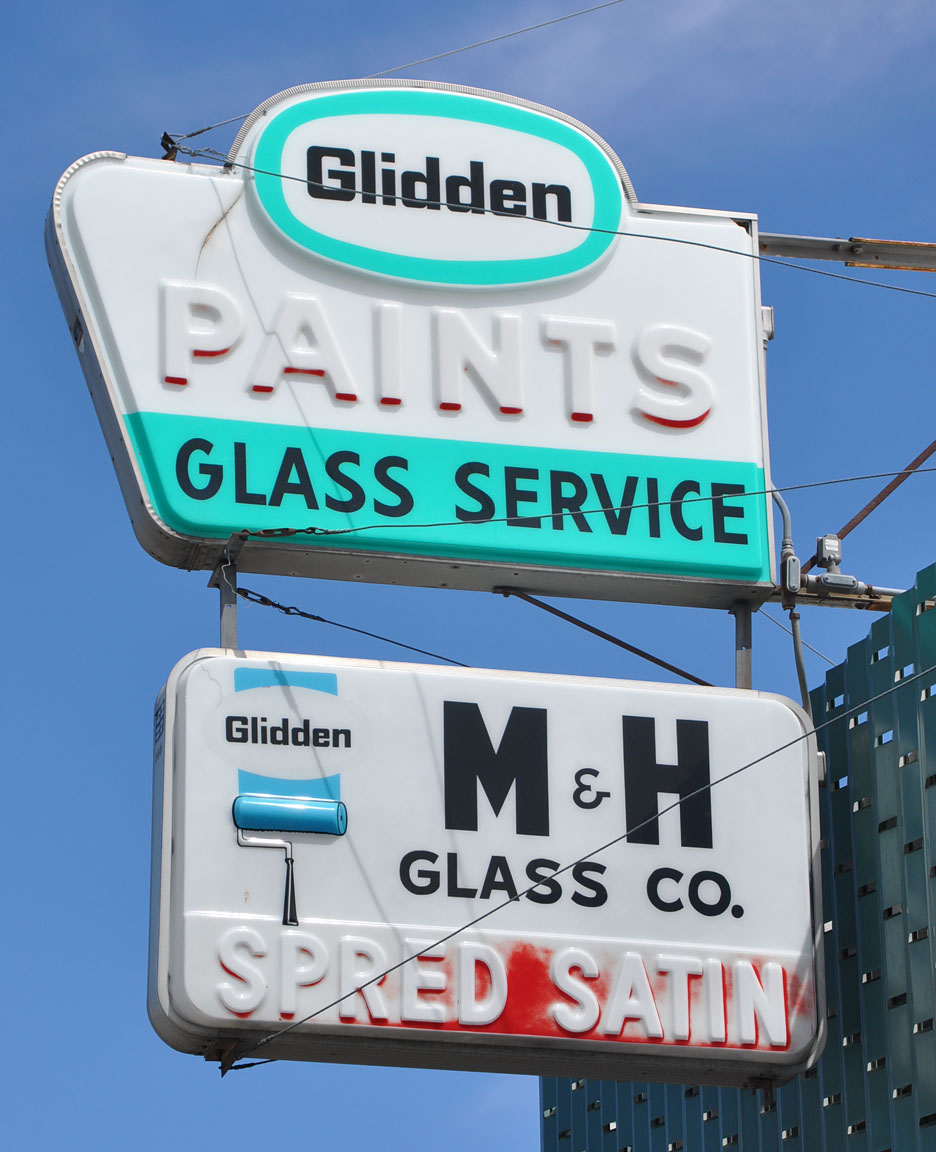 Glidden
PAINTS
GLASS SERVICE
Glidden
M & H
GLASS CO.
SPRED SATIN